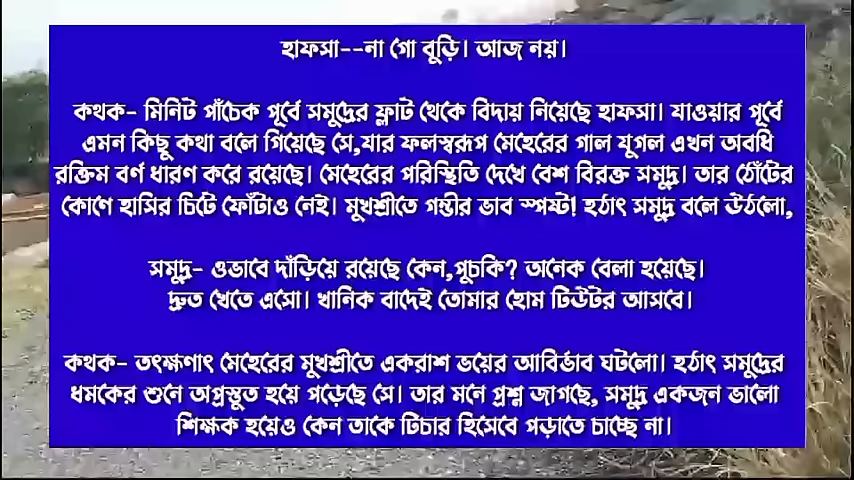 হাফসা--না গো বুড়ি। আজ নয়।
কথক- মিনিট পাঁচেক পূর্বে সমুদ্রের ফ্লাট থেকে বিদায় নিয়েছে হাফসা। যাওয়ার পূর্বে
এমন কিছু কথা বলে গিয়েছে সে,যার ফলস্বরূপ মেহেরের গাল যুগল এখন অবধি
রক্তিম বর্ণ ধারণ করে রয়েছে। মেহেরের পরিস্থিতি দেখে বেশ বিরক্ত সমুদ্র। তার ঠোঁটের
কোণে হাসির চিটে ফোঁটাও নেই। মুখশ্রীতে গম্ভীর ভাব স্পষ্ট! হঠাৎ সমুদ্র বলে উঠলো,
সমুদ্র- ওভাবে দাঁড়িয়ে রয়েছে কেন,পুচকি? অনেক বেলা হয়েছে।
দ্রুত খেতে এসো। খানিক বাদেই তোমার হোম টিউটর আসবে।
কথক- তৎক্ষণাৎ মেহেরের মুখশ্রীতে একরাশ ভয়ের আবির্ভাব ঘটলো। হঠাৎ সমুদ্রের
ধমকের শুনে অপ্রস্তুত হয়ে পড়েছে সে। তার মনে প্রশ্ন জাগছে, সমুদ্র একজন ভালো
শিক্ষক হয়েও কেন তাকে টিচার হিসেবে পড়াতে চাচ্ছে না।